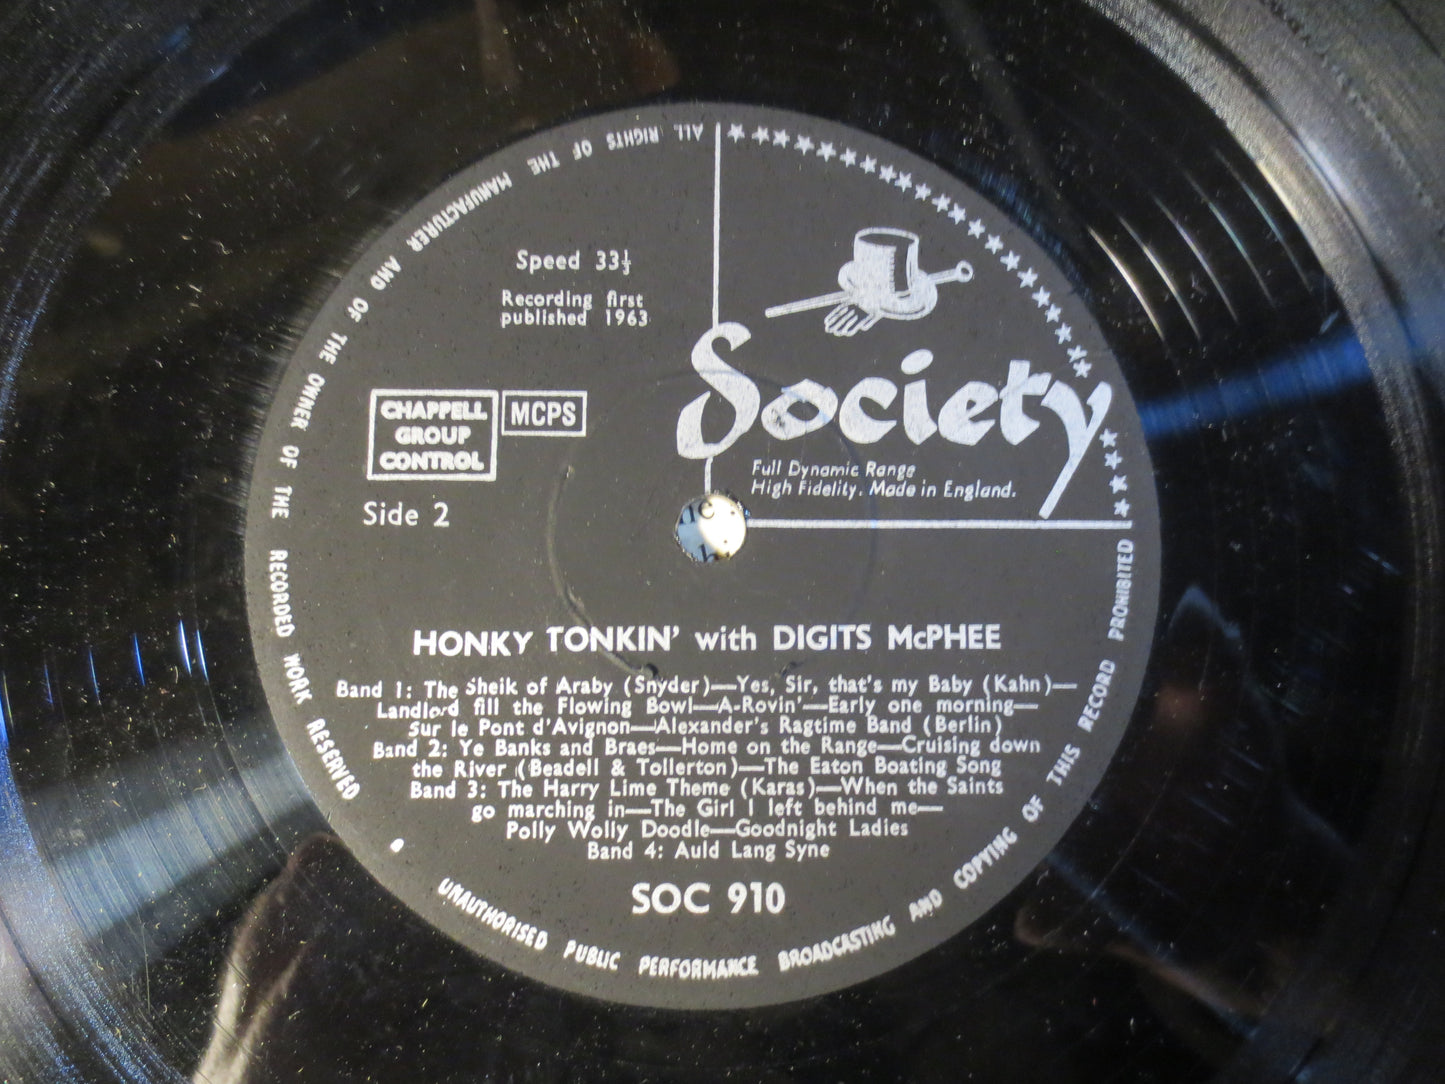 ALL RIGHTS OF THE MANUFACTURER AND OF THE OWNER OF THE RECORDED WORK RESERVED
Speed 33⅓
Recording first
published 1963
Society
Full Dynamic Range
High Fidelity. Made in England.
CHAPPELL
GROUP
CONTROL
MCPS
Side 2
HONKY TONKIN' with DIGITS McPHEE
Band 1: The Sheik of Araby (Snyder)—Yes, Sir, that's my Baby (Kahn)—
Landlord fill the Flowing Bowl—A-Rovin'—Early one morning—
Sur le Pont d'Avignon—Alexander's Ragtime Band (Berlin)
Band 2: Ye Banks and Braes—Home on the Range—Cruising down
the River (Beadell & Tollerton)—The Eaton Boating Song
Band 3: The Harry Lime Theme (Karas)—When the Saints
go marching in—The Girl I left behind me—
Polly Wolly Doodle—Goodnight Ladies
Band 4: Auld Lang Syne
SOC 910
UNAUTHORISED PUBLIC PERFORMANCE BROADCASTING AND COPYING OF THIS RECORD PROHIBITED